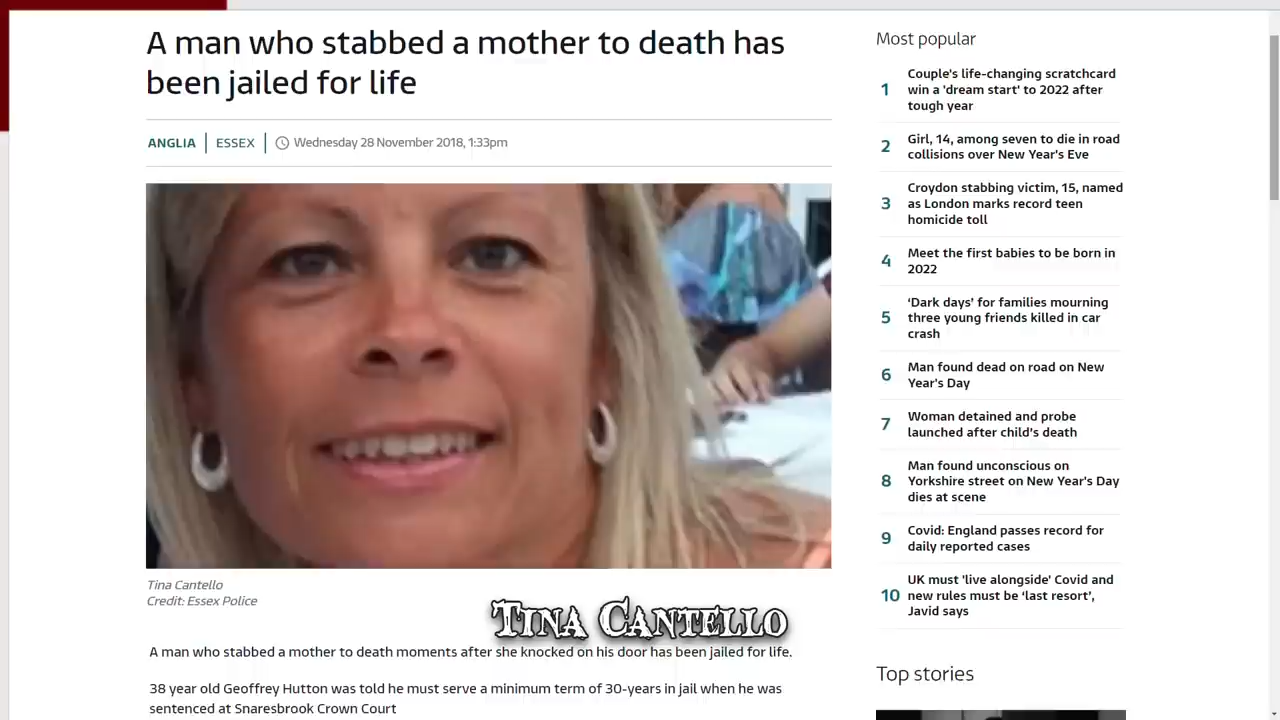 A man who stabbed a mother to death has
been jailed for life
ANGLIA
ESSEX
Wednesday 28 November 2018, 1:33pm
Tina Cantello
Credit: Essex Police
TINA CANTELLO
A man who stabbed a mother to death moments after she knocked on his door has been jailed for life.
38 year old Geoffrey Hutton was told he must serve a minimum term of 30-years in jail when he was
sentenced at Snaresbrook Crown Court
Most popular
1
Couple's life-changing scratchcard
win a 'dream start' to 2022 after
tough year
2
Girl, 14, among seven to die in road
collisions over New Year's Eve
3
Croydon stabbing victim, 15, named
as London marks record teen
homicide toll
4
Meet the first babies to be born in
2022
5
‘Dark days’ for families mourning
three young friends killed in car
crash
6
Man found dead on road on New
Year's Day
7
Woman detained and probe
launched after child’s death
8
Man found unconscious on
Yorkshire street on New Year's Day
dies at scene
9
Covid: England passes record for
daily reported cases
10
UK must 'live alongside' Covid and
new rules must be ‘last resort’,
Javid says
Top stories